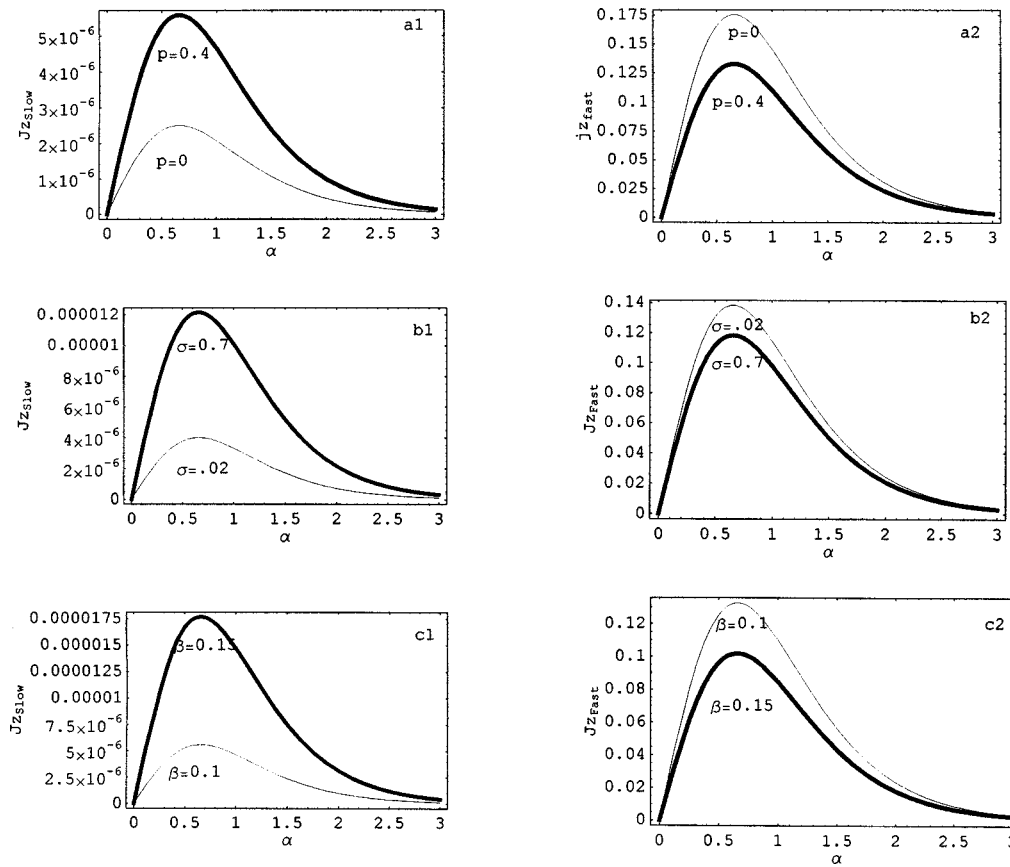 a1
5×10-6
4×10-6
3×10-6
2×10-6
1×10-6
0
JzSlow
p=0.4
p=0
0 0.5 1 1.5 2 2.5 3
α
a2
0.175
0.15
0.125
0.1
0.075
0.05
0.025
0
jzfast
p=0
p=0.4
0 0.5 1 1.5 2 2.5 3
α
b1
0.000012
0.00001
8×10-6
6×10-6
4×10-6
2×10-6
0
JzSlow
σ=0.7
σ=.02
0 0.5 1 1.5 2 2.5 3
α
b2
0.14
0.12
0.1
0.08
0.06
0.04
0.02
0
JzFast
σ=.02
σ=0.7
0 0.5 1 1.5 2 2.5 3
α
c1
0.0000175
0.000015
0.0000125
0.00001
7.5×10-6
5×10-6
2.5×10-6
0
JzSlow
β=0.15
β=0.1
0 0.5 1 1.5 2 2.5 3
α
c2
0.12
0.1
0.08
0.06
0.04
0.02
0
JzFast
β=0.1
β=0.15
0 0.5 1 1.5 2 2.5 3
α